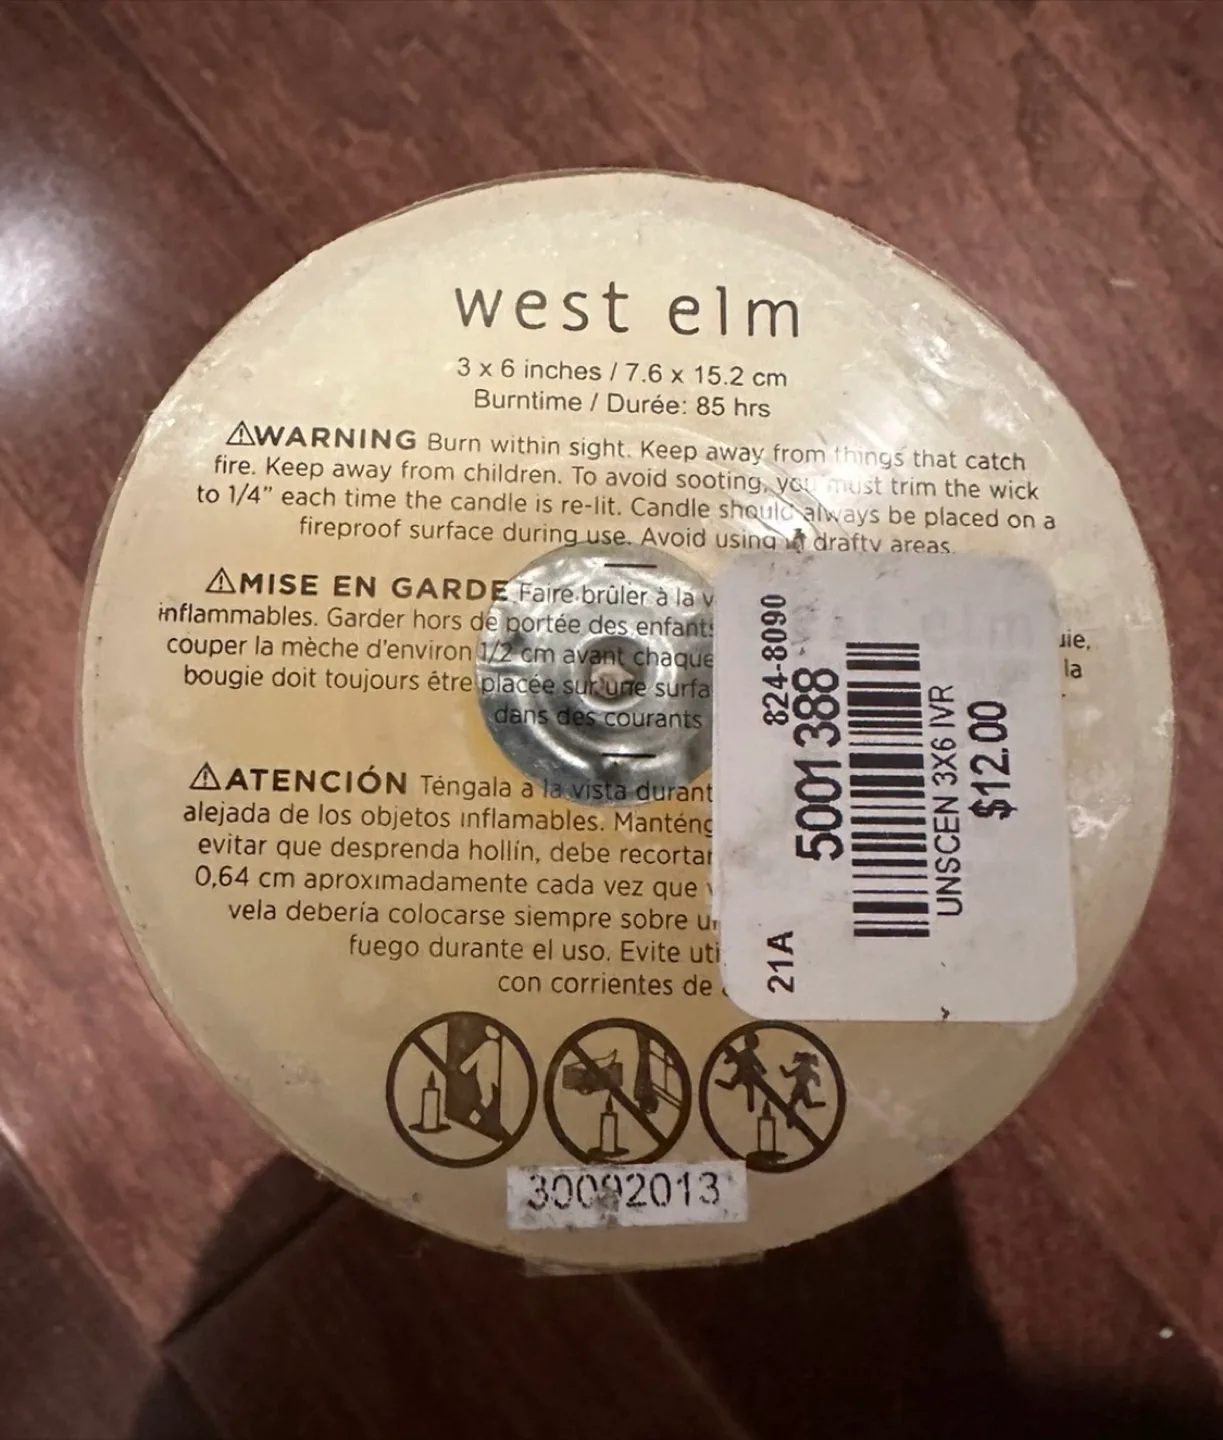 west elm
3 x 6 inches / 7.6 x 15.2 cm
Burntime / Durée: 85 hrs
⚠WARNING Burn within sight. Keep away from things that catch
fire. Keep away from children. To avoid sooting, you must trim the wick
to 1/4" each time the candle is re-lit. Candle should always be placed on a
fireproof surface during use. Avoid using drafty areas.
⚠MISE EN GARDE Faire brûler à la v
inflammables. Garder hors de portée des enfants uie,
couper la mèche d'environ 1/2 cm avant chaque la
bougie doit toujours être placée sur une surfa
dans des courants
⚠ATENCIÓN Téngala a la vista durant
alejada de los objetos inflamables. Manténg
evitar que desprenda hollín, debe recortar
0,64 cm aproximadamente cada vez que
vela debería colocarse siempre sobre u
fuego durante el uso. Evite uti
con corrientes de
824-8090
21A
5001388
UNSCEN 3X6 IVR
$12.00
30092013